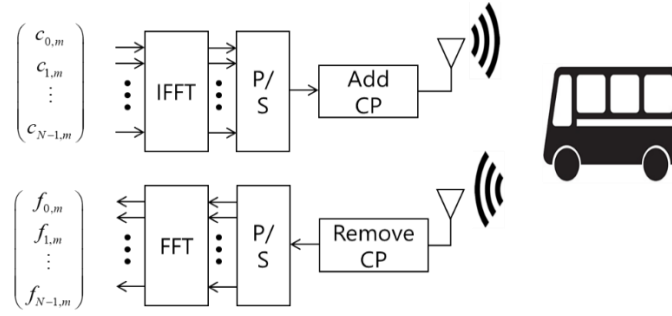 c0,m
c1,m
⋮
cN−1,m
IFFT
P/
S
Add
CP
f0,m
f1,m
⋮
fN−1,m
FFT
P/
S
Remove
CP